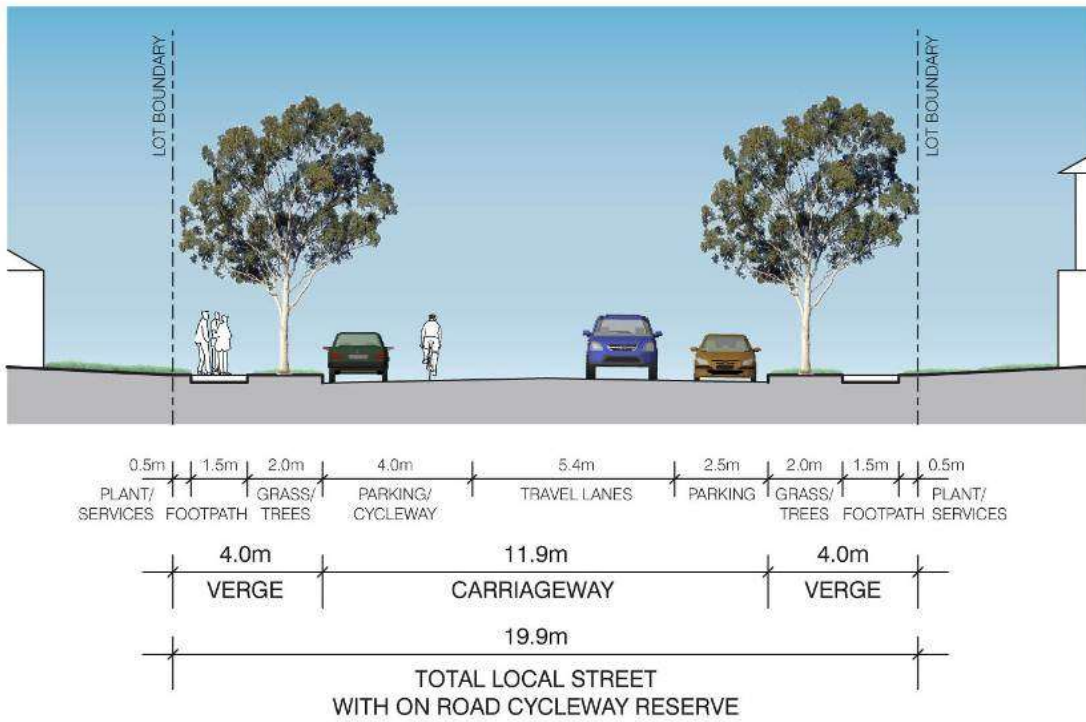 LOT BOUNDARY
LOT BOUNDARY
0.5m 1.5m 2.0m 4.0m 5.4m 2.5m 2.0m 1.5m 0.5m
PLANT/ GRASS/ PARKING/ TRAVEL LANES PARKING GRASS/ PLANT/
SERVICES FOOTPATH TREES CYCLEWAY TREES FOOTPATH SERVICES
4.0m 11.9m 4.0m
VERGE CARRIAGEWAY VERGE
19.9m
TOTAL LOCAL STREET
WITH ON ROAD CYCLEWAY RESERVE